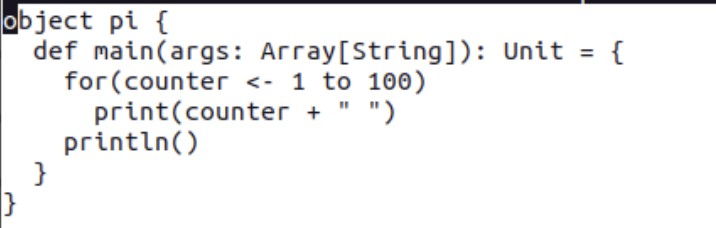 object pi {
  def main(args: Array[String]): Unit = {
    for(counter <- 1 to 100)
      print(counter + " ")
    println()
  }
}